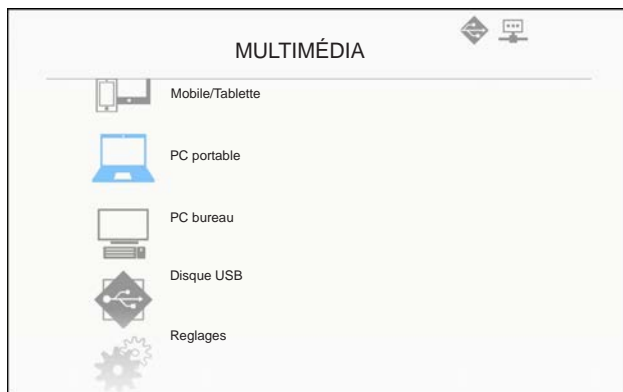 MULTIMÉDIA
Mobile/Tablette
PC portable
PC bureau
Disque USB
Reglages